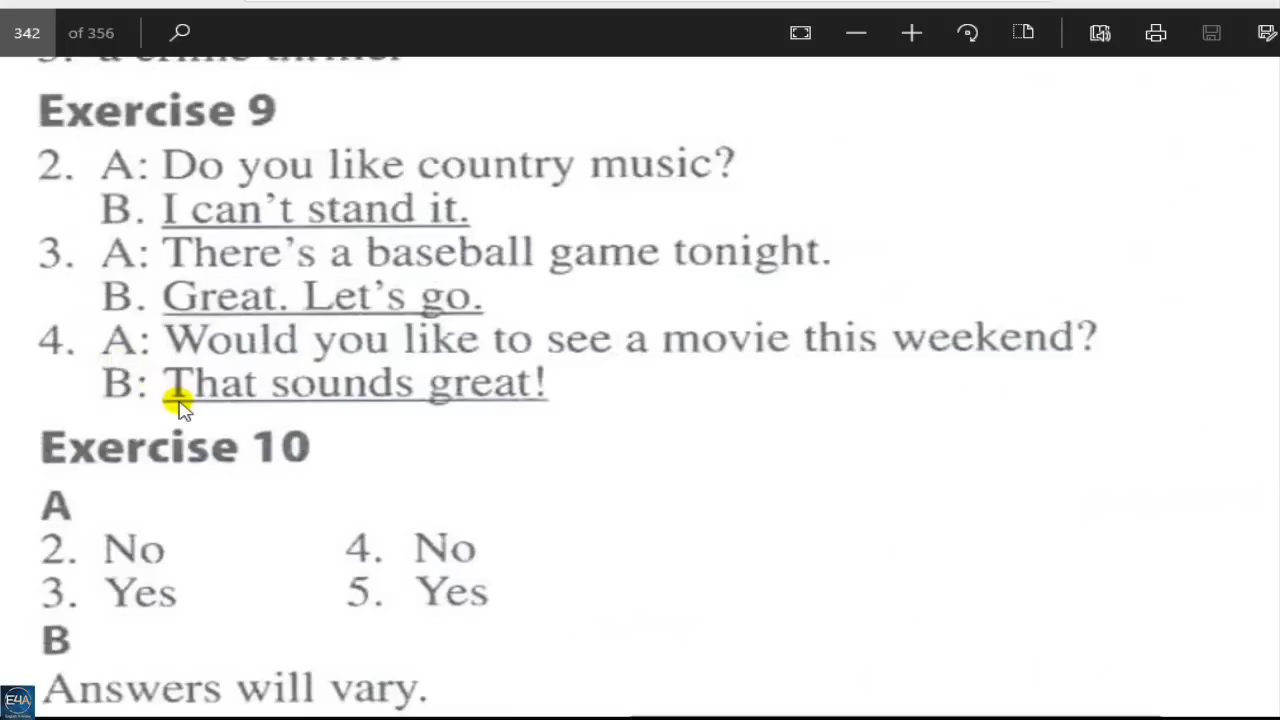 342 of 356
Exercise 9
2. A: Do you like country music?
B. I can't stand it.
3. A: There's a baseball game tonight.
B. Great. Let's go.
4. A: Would you like to see a movie this weekend?
B: That sounds great!
Exercise 10
A
2. No 4. No
3. Yes 5. Yes
B
Answers will vary.
E4A